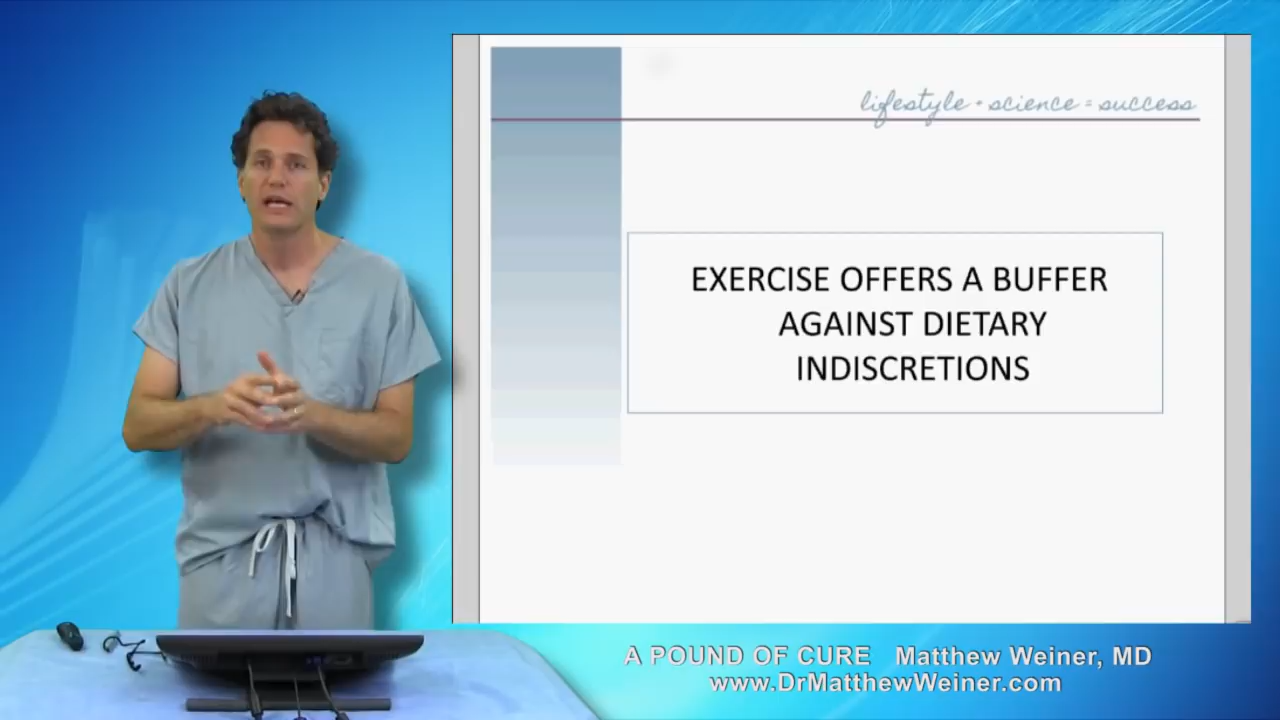 lifestyle + science = success
EXERCISE OFFERS A BUFFER
AGAINST DIETARY
INDISCRETIONS
A POUND OF CURE Matthew Weiner, MD
www.DrMatthewWeiner.com